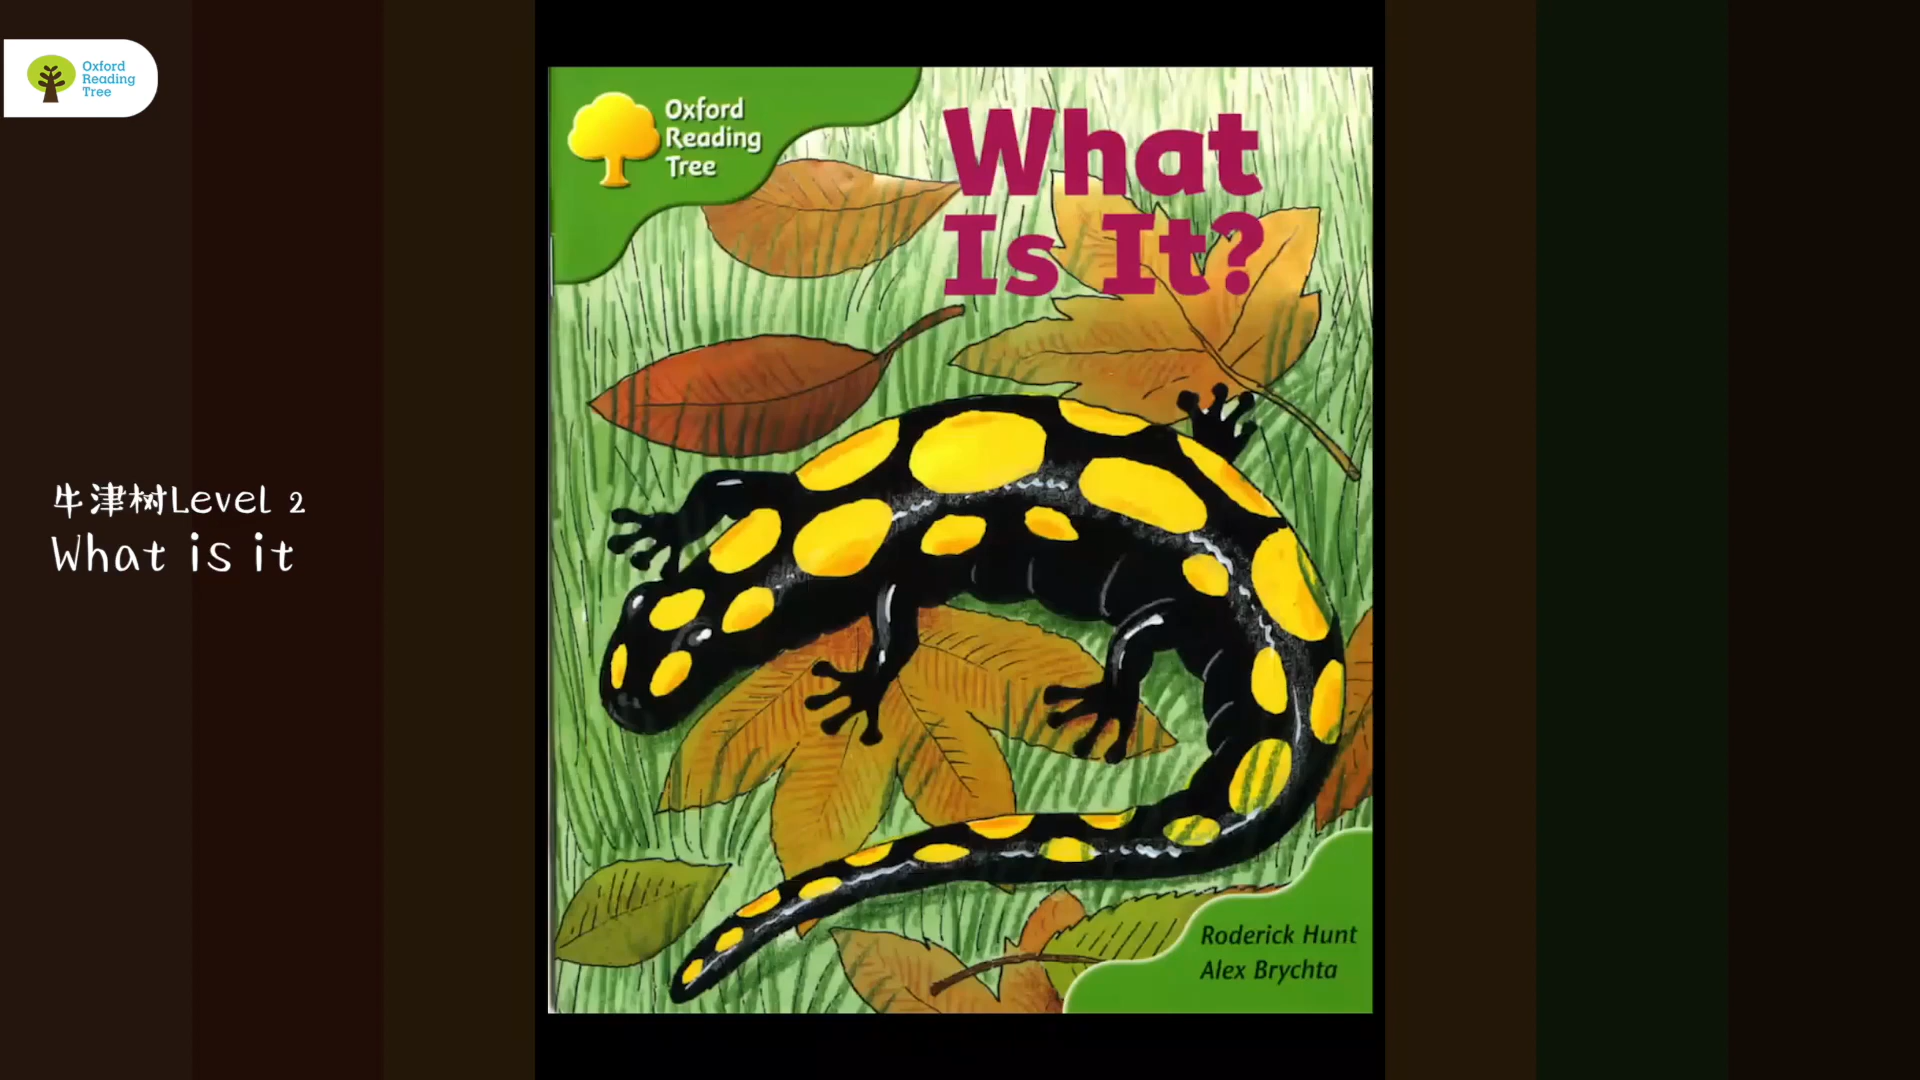 Oxford
Reading
Tree
牛津树Level 2
What is it
Oxford
Reading
Tree
What
Is It?
Roderick Hunt
Alex Brychta